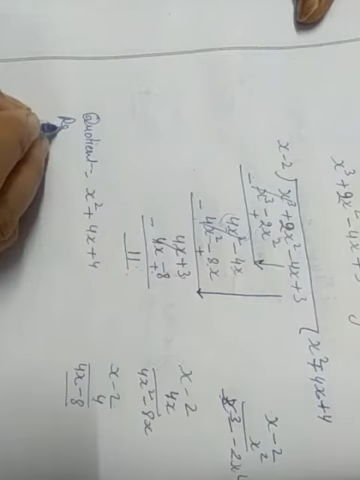 x³ + 2x² - 4x + 3
x-2) x³ + 2x² - 4x + 3 ( x² + 4x + 4
- x³ - 2x²
+
4x² - 4x
- 4x² - 8x
+
4x + 3
- 4x + 8
11
Quotient = x² + 4x + 4
Re
x - 2
x²
x³ - 2x²
x - 2
4x
4x² - 8x
x - 2
4
4x - 8